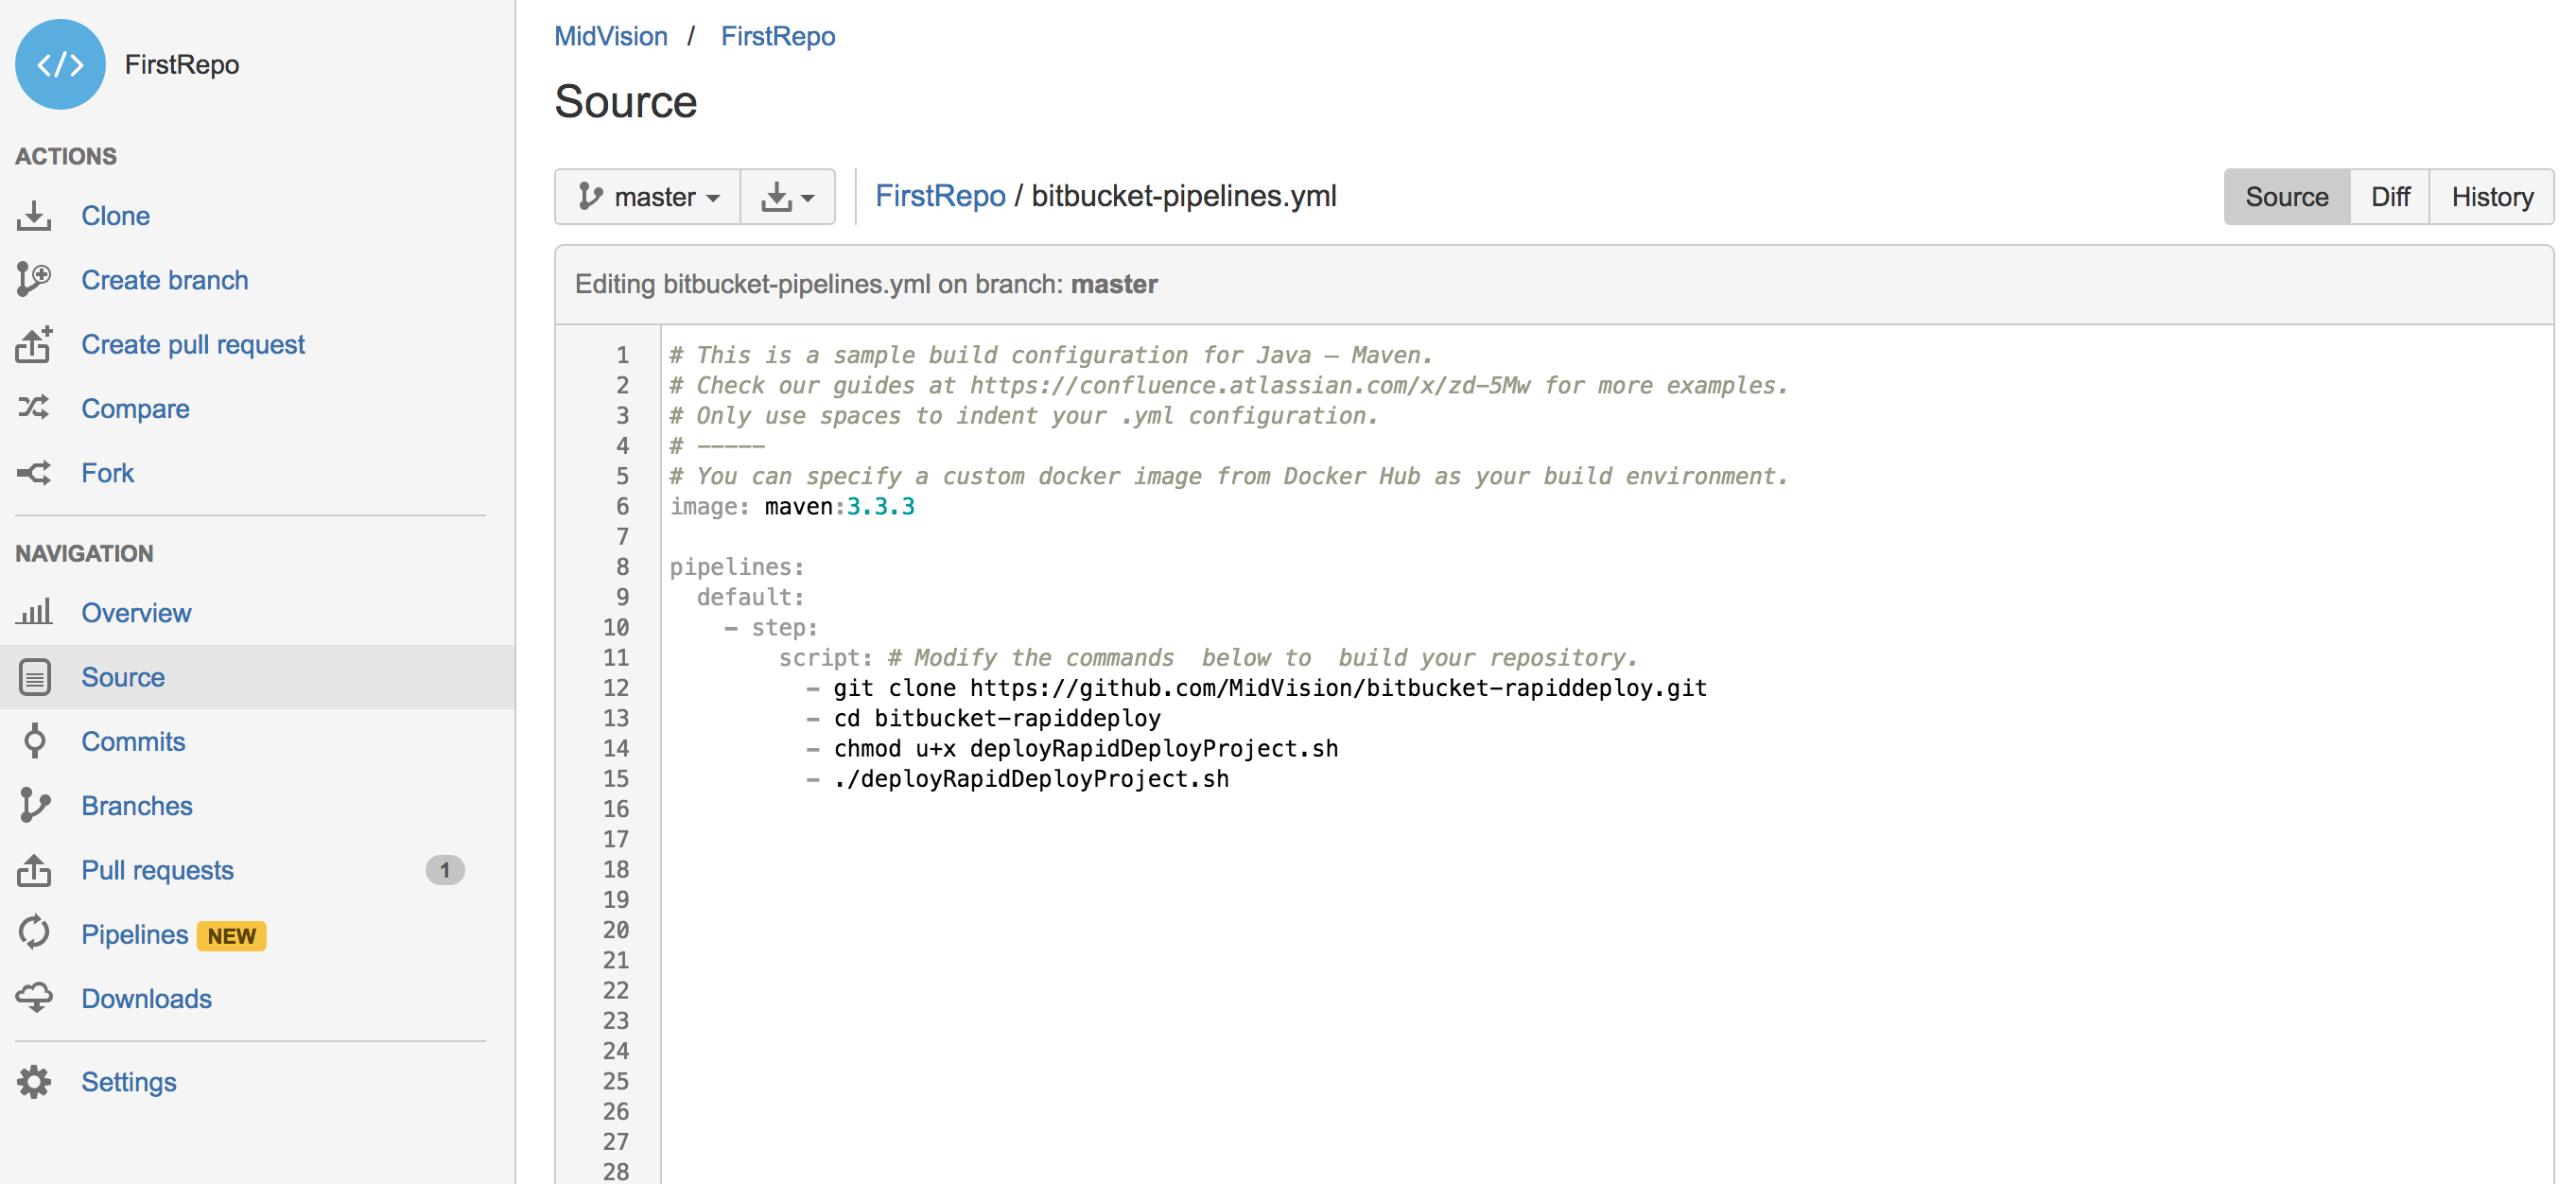 FirstRepo
ACTIONS
Clone
Create branch
Create pull request
Compare
Fork
NAVIGATION
Overview
Source
Commits
Branches
Pull requests 1
Pipelines NEW
Downloads
Settings
MidVision / FirstRepo
Source
master
FirstRepo / bitbucket-pipelines.yml
Source Diff History
Editing bitbucket-pipelines.yml on branch: master
1 # This is a sample build configuration for Java – Maven.
2 # Check our guides at https://confluence.atlassian.com/x/zd-5Mw for more examples.
3 # Only use spaces to indent your .yml configuration.
4 # -----
5 # You can specify a custom docker image from Docker Hub as your build environment.
6 image: maven:3.3.3
7
8 pipelines:
9   default:
10     - step:
11         script: # Modify the commands  below to  build your repository.
12           - git clone https://github.com/MidVision/bitbucket-rapiddeploy.git
13           - cd bitbucket-rapiddeploy
14           - chmod u+x deployRapidDeployProject.sh
15           - ./deployRapidDeployProject.sh
16
17
18
19
20
21
22
23
24
25
26
27
28